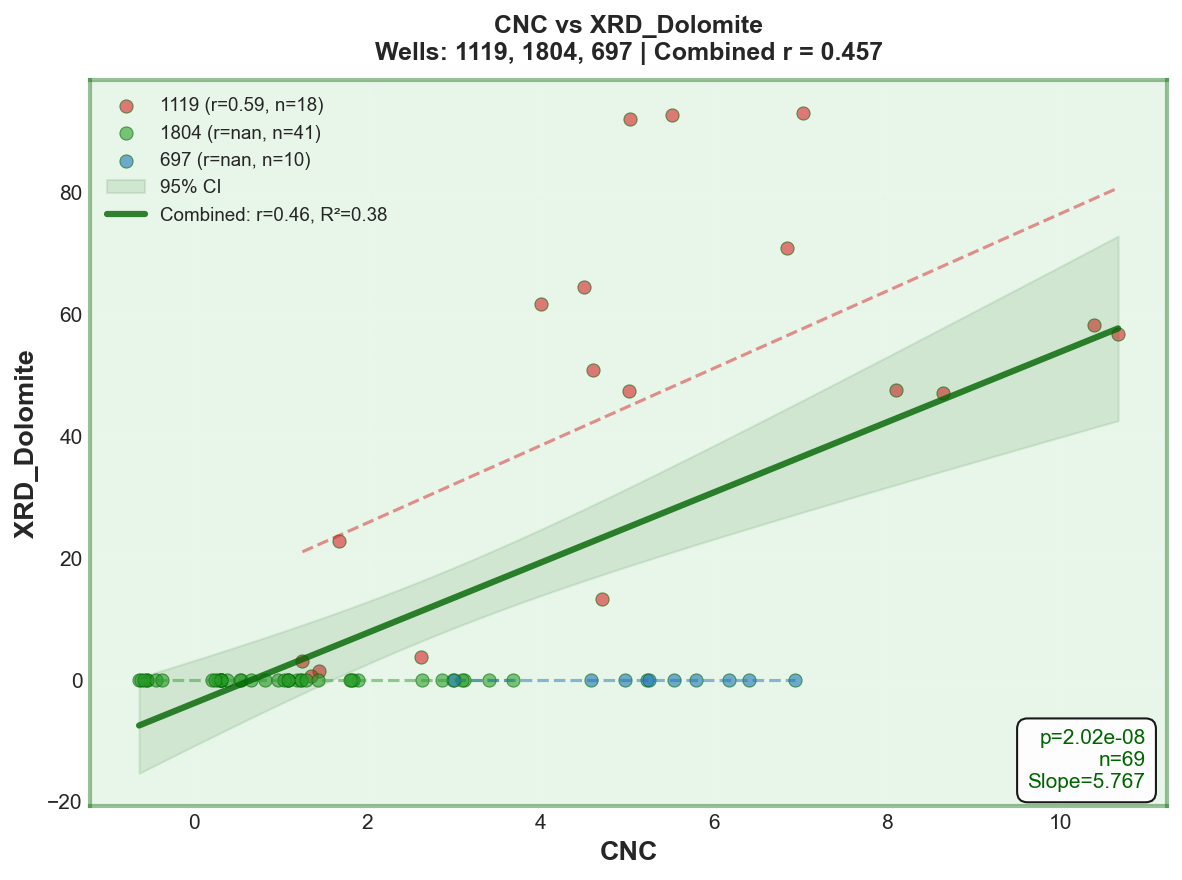 CNC vs XRD_Dolomite
Wells: 1119, 1804, 697 | Combined r = 0.457
1119 (r=0.59, n=18)
1804 (r=nan, n=41)
697 (r=nan, n=10)
95% CI
Combined: r=0.46, R²=0.38
XRD_Dolomite
80
60
40
20
0
−20
p=2.02e-08
n=69
Slope=5.767
0 2 4 6 8 10
CNC